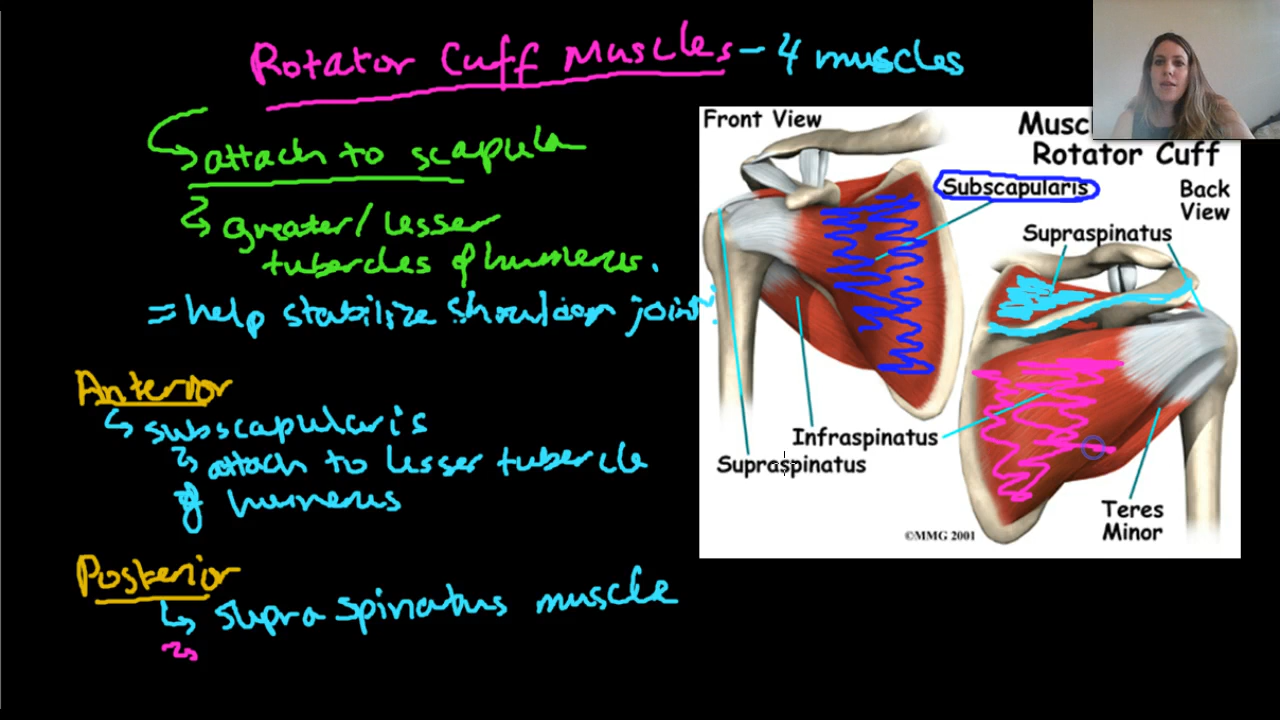 Rotator Cuff Muscles - 4 muscles
attach to scapula
greater/lesser
tubercles of humerus.
= help stabilize shoulder joint
Anterior
subscapularis
attach to lesser tubercle
of humerus
Posterior
supraspinatus muscle
Front View
Rotator Cuff
Subscapularis
Back
View
Supraspinatus
Infraspinatus
Supraspinatus
Teres
Minor
©MMG 2001